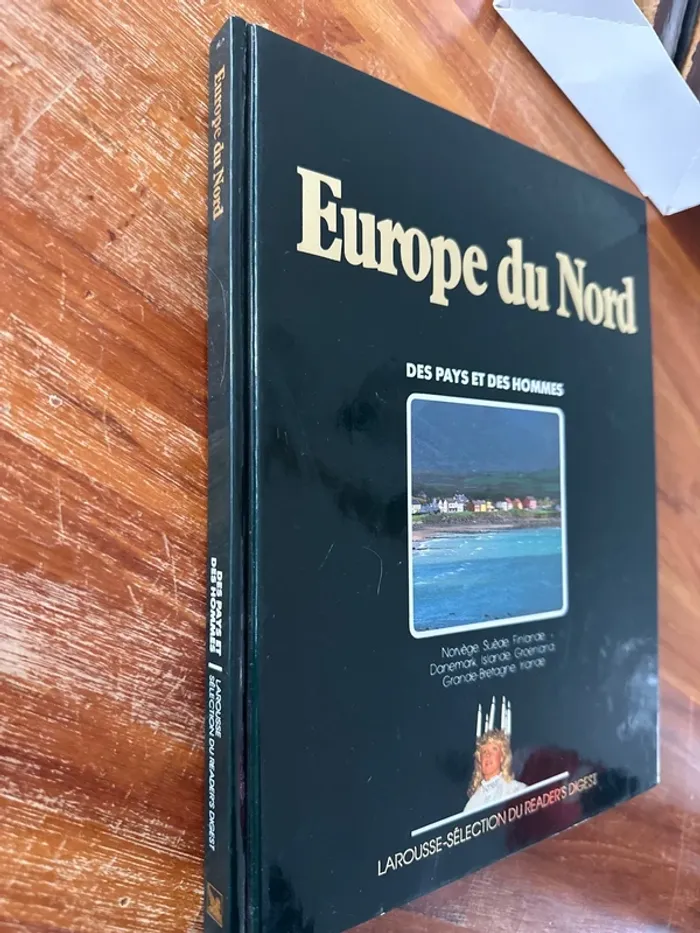 Europe du Nord
DES PAYS ET DES HOMMES
Norvège, Suède, Finlande,
Danemark, Islande, Groenland
Grande-Bretagne, Irlande
LAROUSSE-SÉLECTION DU READER'S DIGEST
Europe du Nord
DES PAYS ET
DES HOMMES
LAROUSSE
SÉLECTION DU READER'S DIGEST